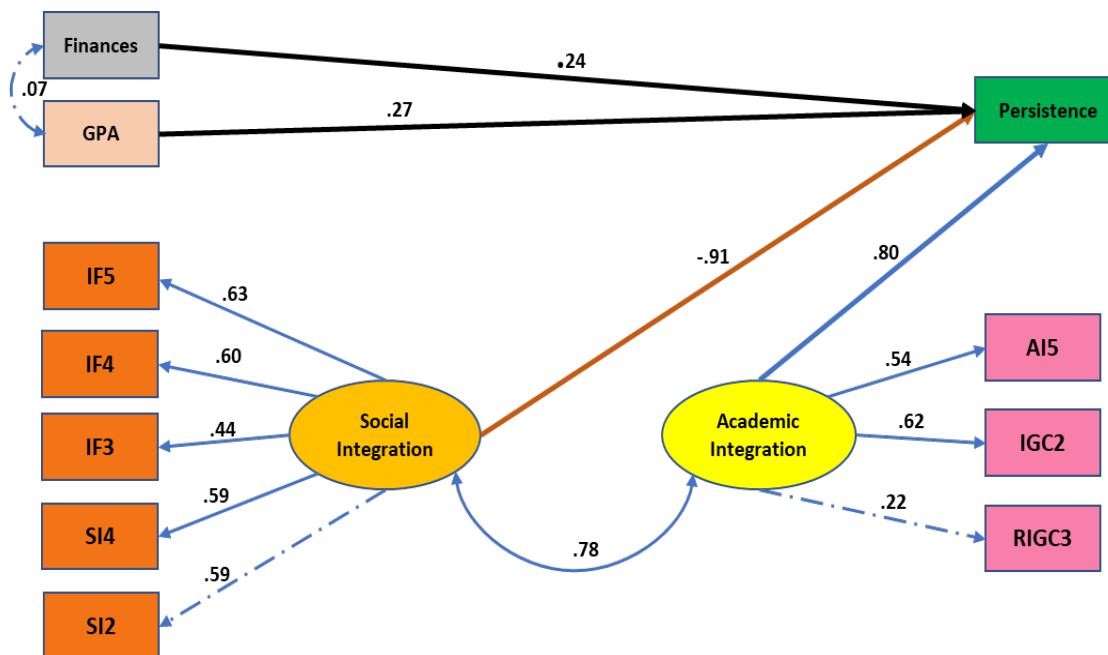 Finances
.07
GPA
.24
.27
Persistence
-.91
.80
IF5
.63
IF4
.60
IF3
.44
SI4
.59
SI2
.59
Social
Integration
Academic
Integration
.78
AI5
.54
IGC2
.62
RIGC3
.22